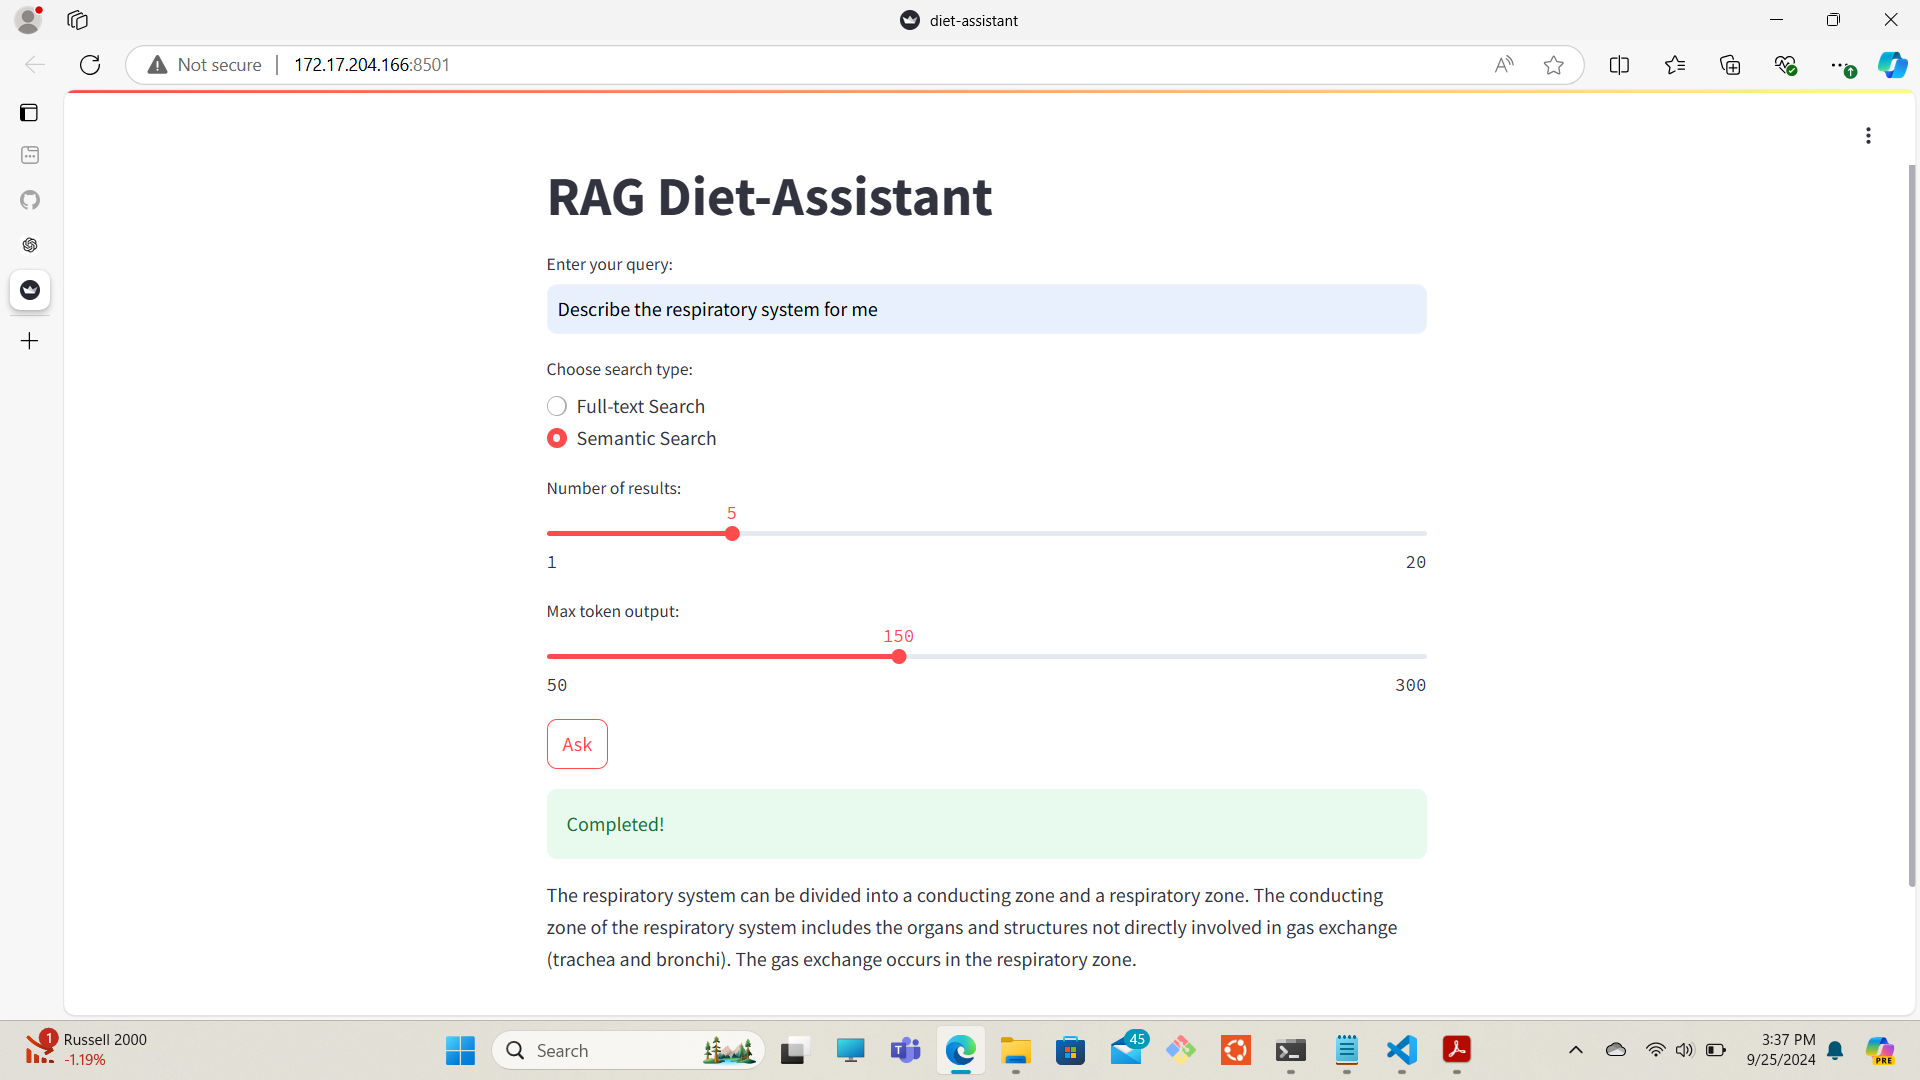 diet-assistant
Not secure
172.17.204.166:8501
RAG Diet-Assistant
Enter your query:
Describe the respiratory system for me
Choose search type:
Full-text Search
Semantic Search
Number of results:
5
1
20
Max token output:
150
50
300
Ask
Completed!
The respiratory system can be divided into a conducting zone and a respiratory zone. The conducting
zone of the respiratory system includes the organs and structures not directly involved in gas exchange
(trachea and bronchi). The gas exchange occurs in the respiratory zone.
1
Russell 2000
-1.19%
Search
45
3:37 PM
9/25/2024
PRE